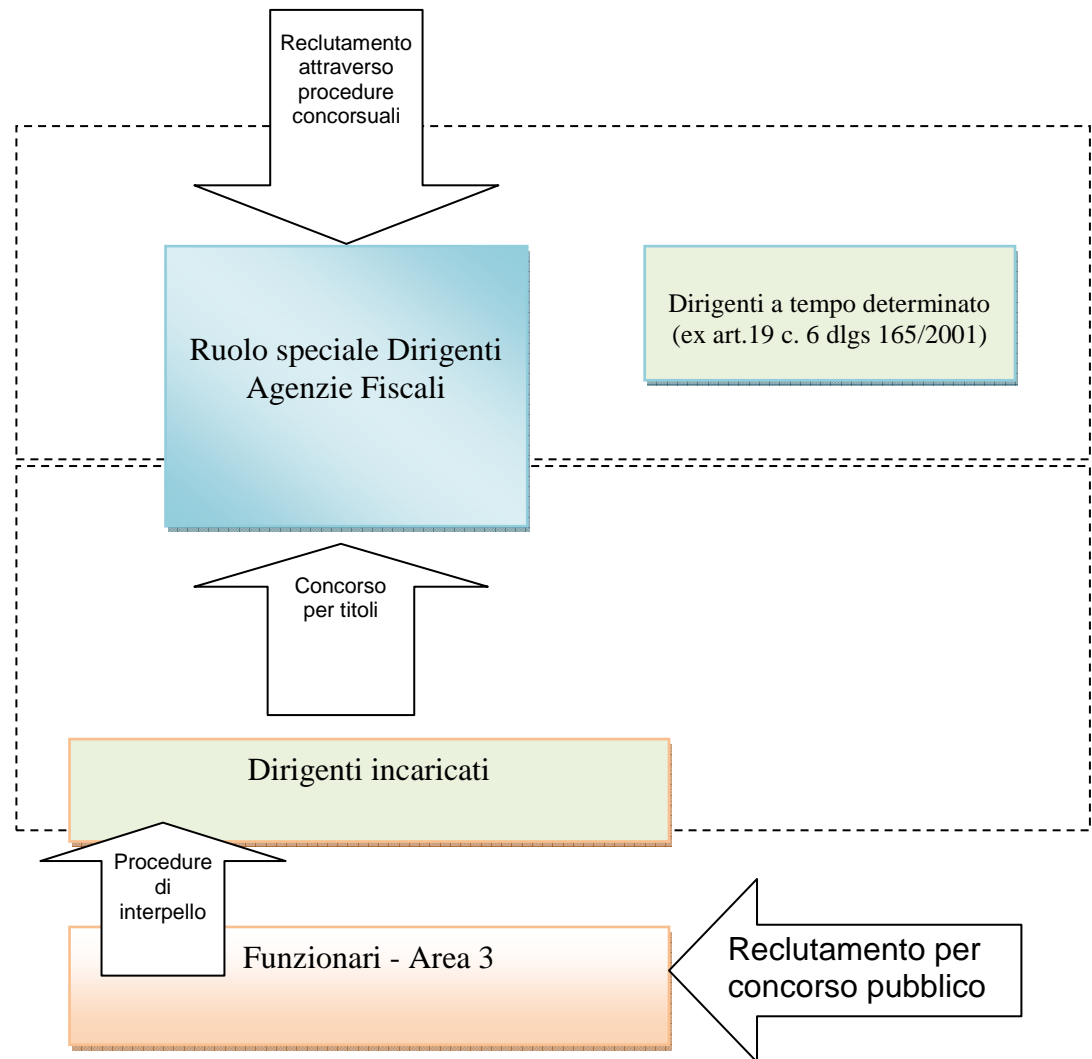 Reclutamento
attraverso
procedure
concorsuali
Ruolo speciale Dirigenti
Agenzie Fiscali
Dirigenti a tempo determinato
(ex art.19 c. 6 dlgs 165/2001)
Concorso
per titoli
Dirigenti incaricati
Procedure
di
interpello
Funzionari - Area 3
Reclutamento per
concorso pubblico